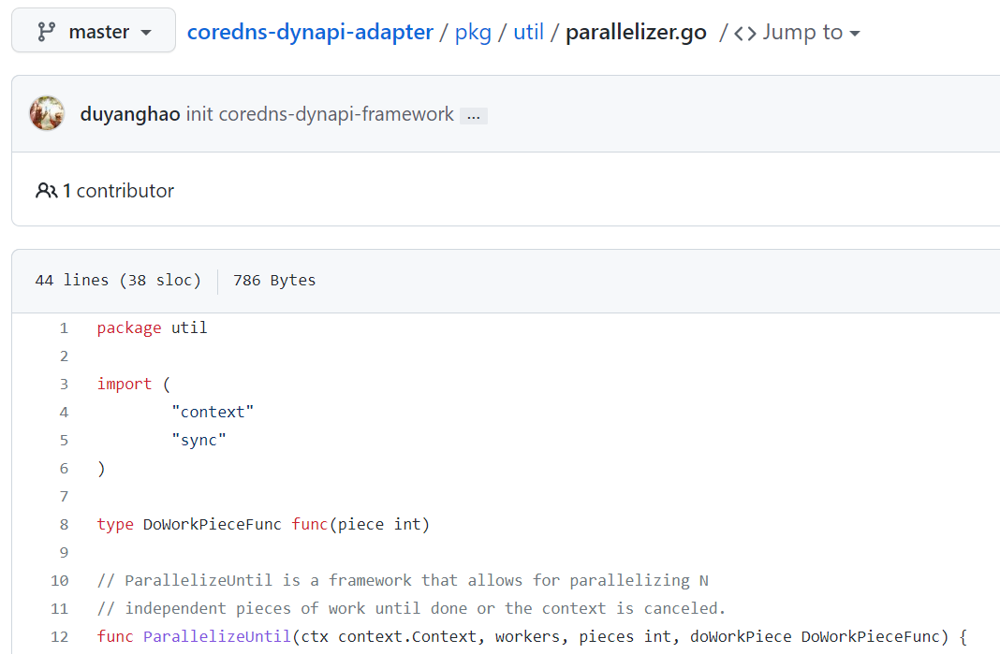 master coredns-dynapi-adapter / pkg / util / parallelizer.go / <> Jump to
duyanghao init coredns-dynapi-framework ...
1 contributor
44 lines (38 sloc) 786 Bytes
1 package util
2
3 import (
4 "context"
5 "sync"
6 )
7
8 type DoWorkPieceFunc func(piece int)
9
10 // ParallelizeUntil is a framework that allows for parallelizing N
11 // independent pieces of work until done or the context is canceled.
12 func ParallelizeUntil(ctx context.Context, workers, pieces int, doWorkPiece DoWorkPieceFunc) {